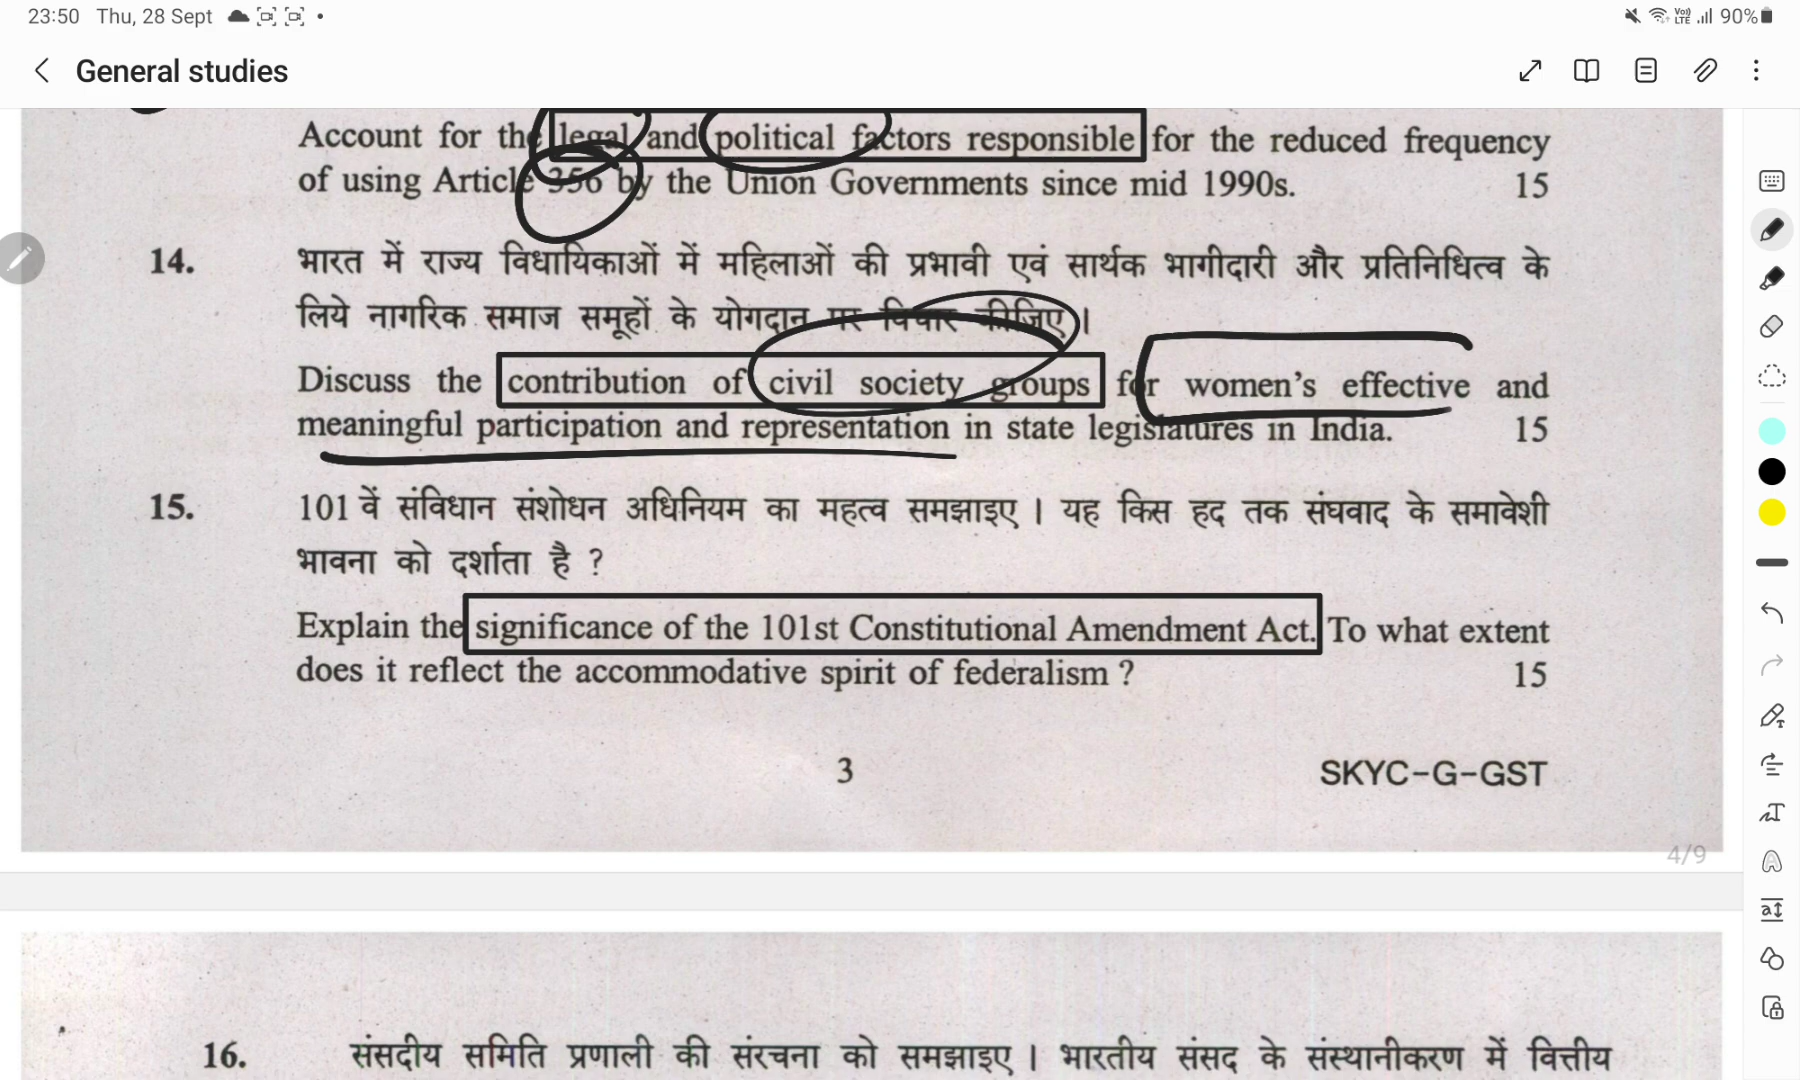 23:50 Thu, 28 Sept
Vo)) LTE 90%
General studies
Account for the legal and political factors responsible for the reduced frequency
of using Article 356 by the Union Governments since mid 1990s. 15
14. भारत में राज्य विधायिकाओं में महिलाओं की प्रभावी एवं सार्थक भागीदारी और प्रतिनिधित्व के
लिये नागरिक समाज समूहों के योगदान पर विचार कीजिए।
Discuss the contribution of civil society groups for women's effective and
meaningful participation and representation in state legislatures in India. 15
15. 101 वें संविधान संशोधन अधिनियम का महत्व समझाइए। यह किस हद तक संघवाद के समावेशी
भावना को दर्शाता है ?
Explain the significance of the 101st Constitutional Amendment Act. To what extent
does it reflect the accommodative spirit of federalism ? 15
3 SKYC-G-GST
4/9
16. संसदीय समिति प्रणाली की संरचना को समझाइए। भारतीय संसद के संस्थानीकरण में वित्तीय